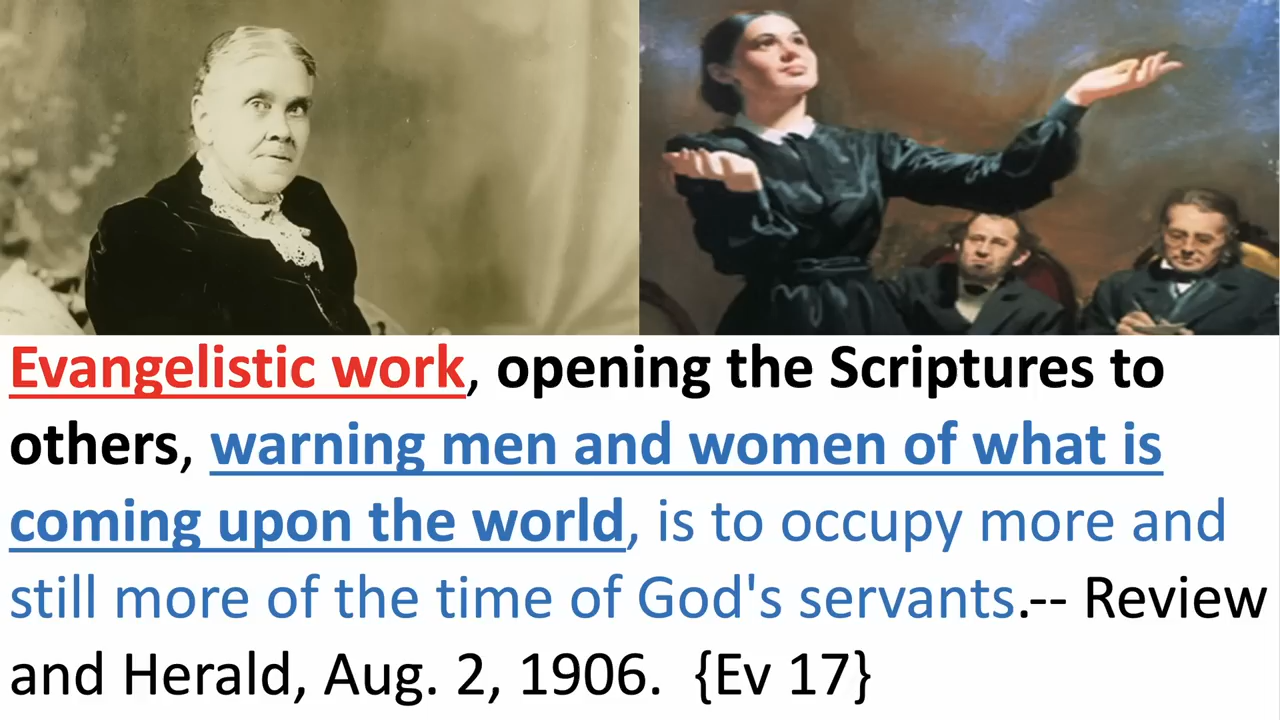 Evangelistic work, opening the Scriptures to
others, warning men and women of what is
coming upon the world, is to occupy more and
still more of the time of God's servants.-- Review
and Herald, Aug. 2, 1906.  {Ev 17}